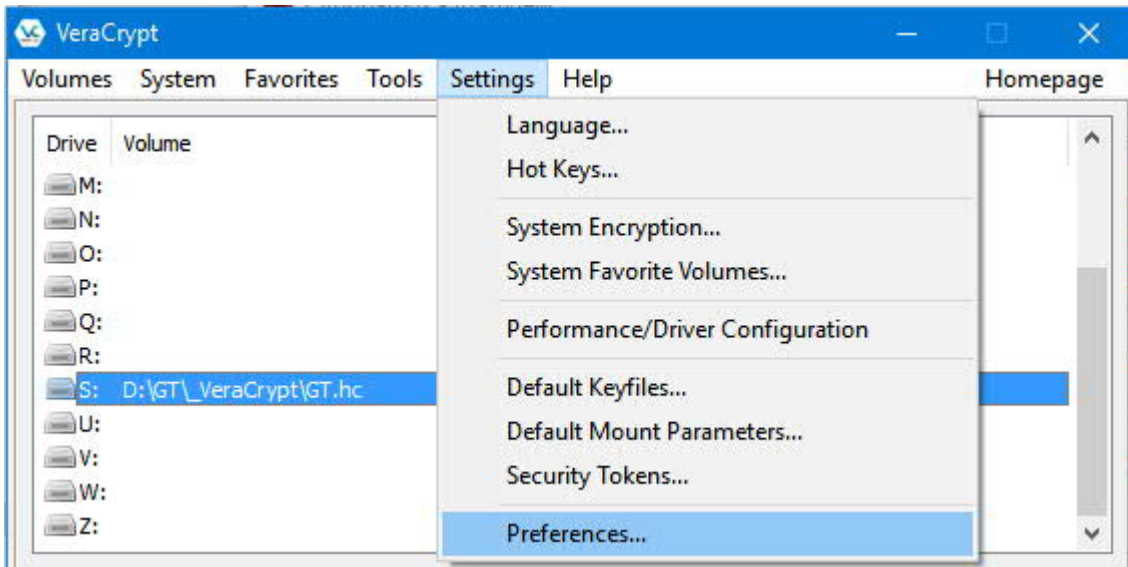 VeraCrypt
Volumes System Favorites Tools Settings Help Homepage
Drive Volume
M:
N:
O:
P:
Q:
R:
S: D:\GT\_VeraCrypt\GT.hc
U:
V:
W:
Z:
Language...
Hot Keys...
System Encryption...
System Favorite Volumes...
Performance/Driver Configuration
Default Keyfiles...
Default Mount Parameters...
Security Tokens...
Preferences...